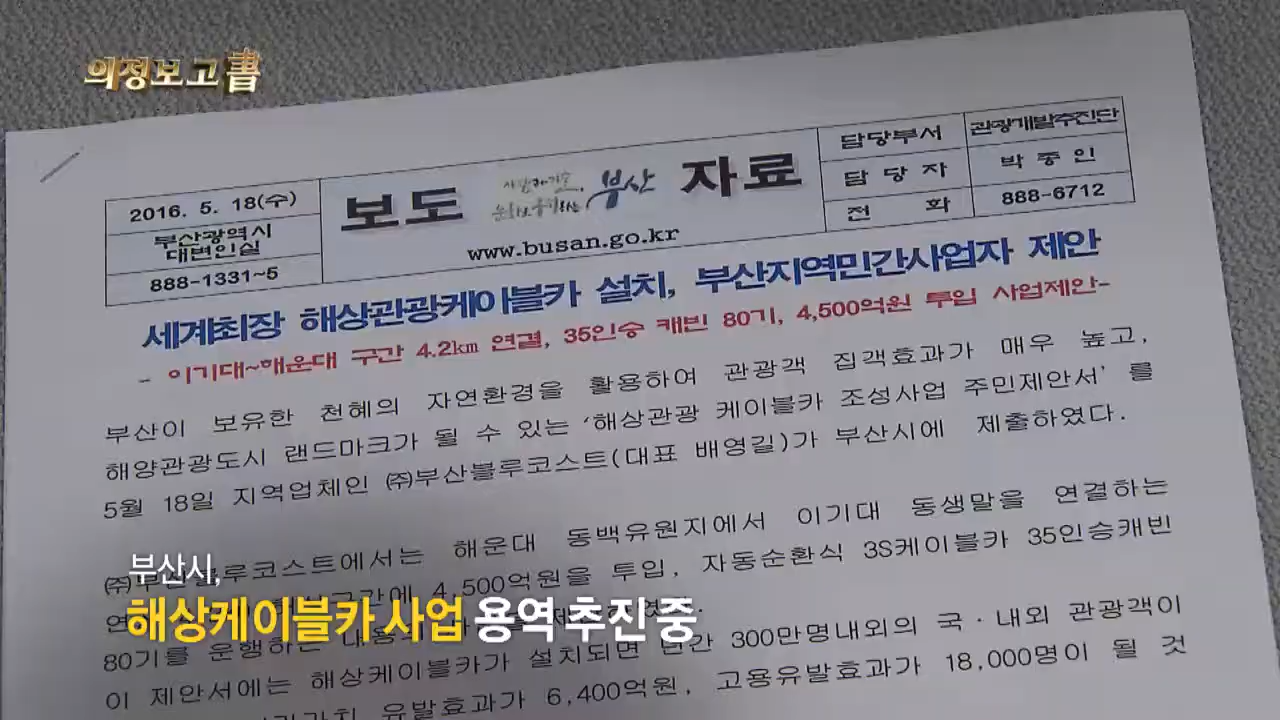 의정보고書
2016. 5. 18(수)
부산광역시
대변인실
888-1331~5
보도 부산 자료
www.busan.go.kr
담당부서 관광개발추진단
담 당 자 박 중 인
전 화 888-6712
세계최장 해상관광케이블카 설치, 부산지역민간사업자 제안
- 이기대~해운대 구간 4.2㎞ 연결, 35인승 캐빈 80기, 4,500억원 투입 사업제안-
부산이 보유한 천혜의 자연환경을 활용하여 관광객 집객효과가 매우 높고,
해양관광도시 랜드마크가 될 수 있는 ‘해상관광 케이블카 조성사업 주민제안서’ 를
5월 18일 지역업체인 ㈜부산블루코스트(대표 배영길)가 부산시에 제출하였다.
㈜부산블루코스트에서는 해운대 동백유원지에서 이기대 동생말을 연결하는
4,500억원을 투입, 자동순환식 3S케이블카 35인승캐빈
80기를 운행하는
이 제안서에는 해상케이블카가 설치되면 연간 300만명내외의 국·내외 관광객이
유발효과가 6,400억원, 고용유발효과가 18,000명이 될 것
부산시,
해상케이블카 사업 용역 추진 중